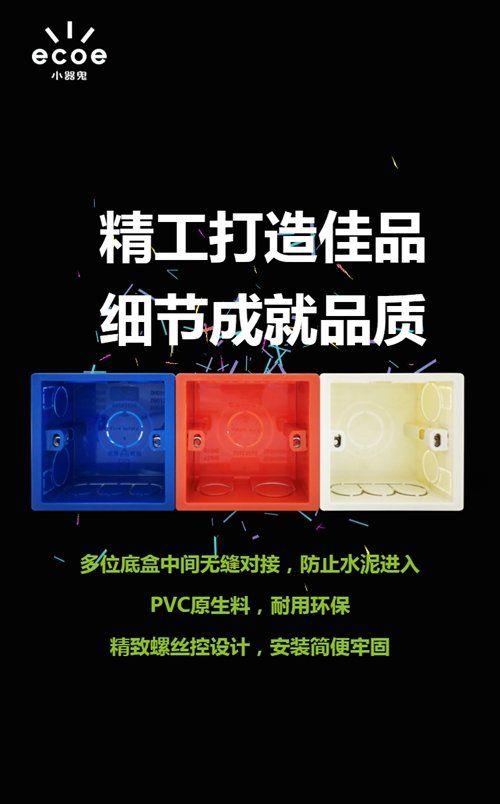 ecoe
小器鬼
精工打造佳品
细节成就品质
多位底盒中间无缝对接，防止水泥进入
PVC原生料，耐用环保
精致螺丝控设计，安装简便牢固